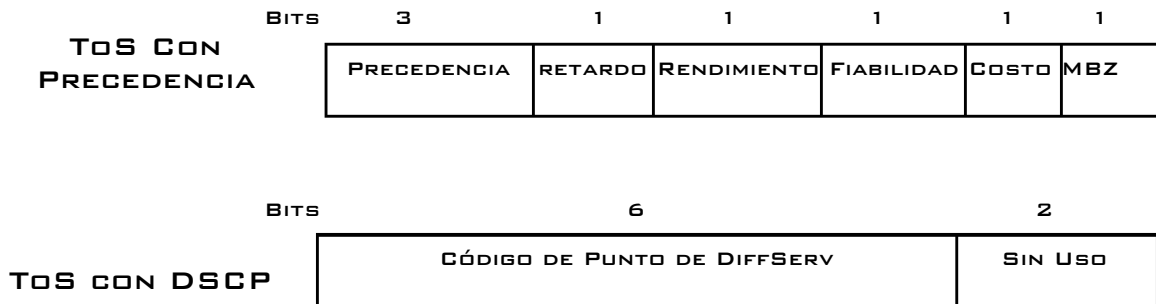 Bits 3 1 1 1 1 1
ToS Con
Precedencia
Precedencia retardo Rendimiento Fiabilidad Costo MBZ
Bits 6 2
ToS con DSCP
Código de Punto de DiffServ Sin Uso